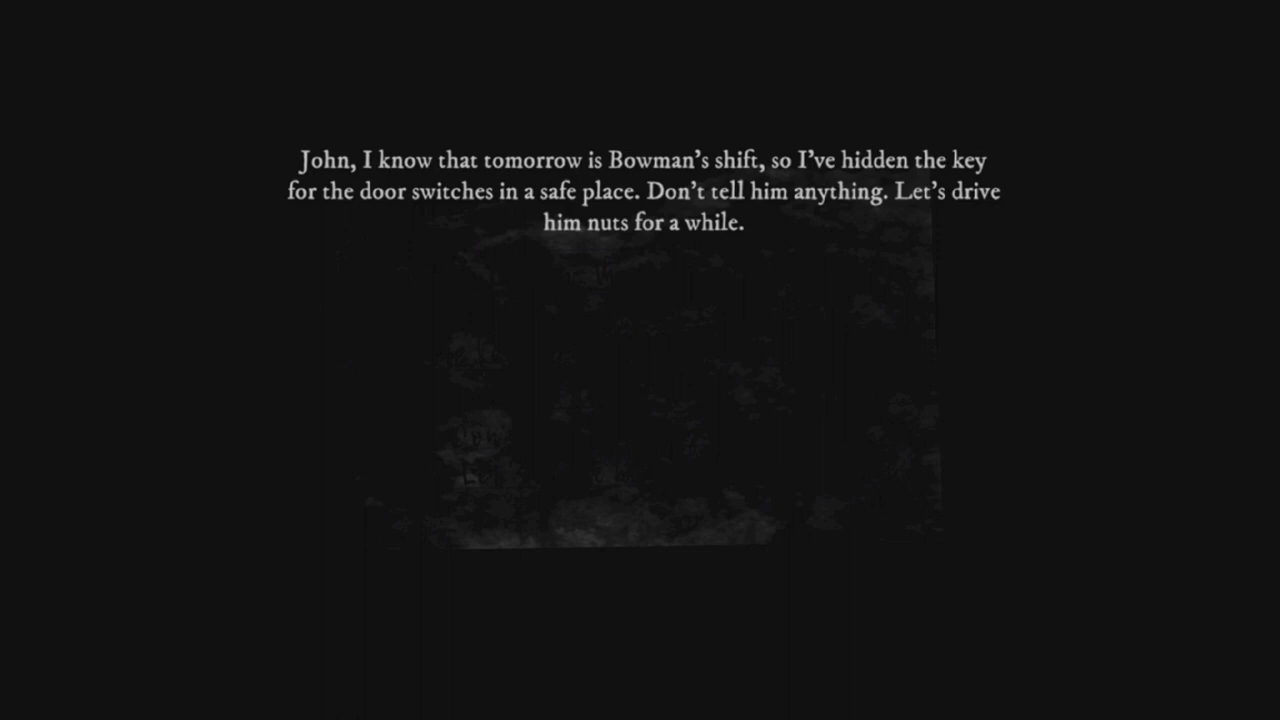 John, I know that tomorrow is Bowman's shift, so I've hidden the key
for the door switches in a safe place. Don't tell him anything. Let's drive
him nuts for a while.